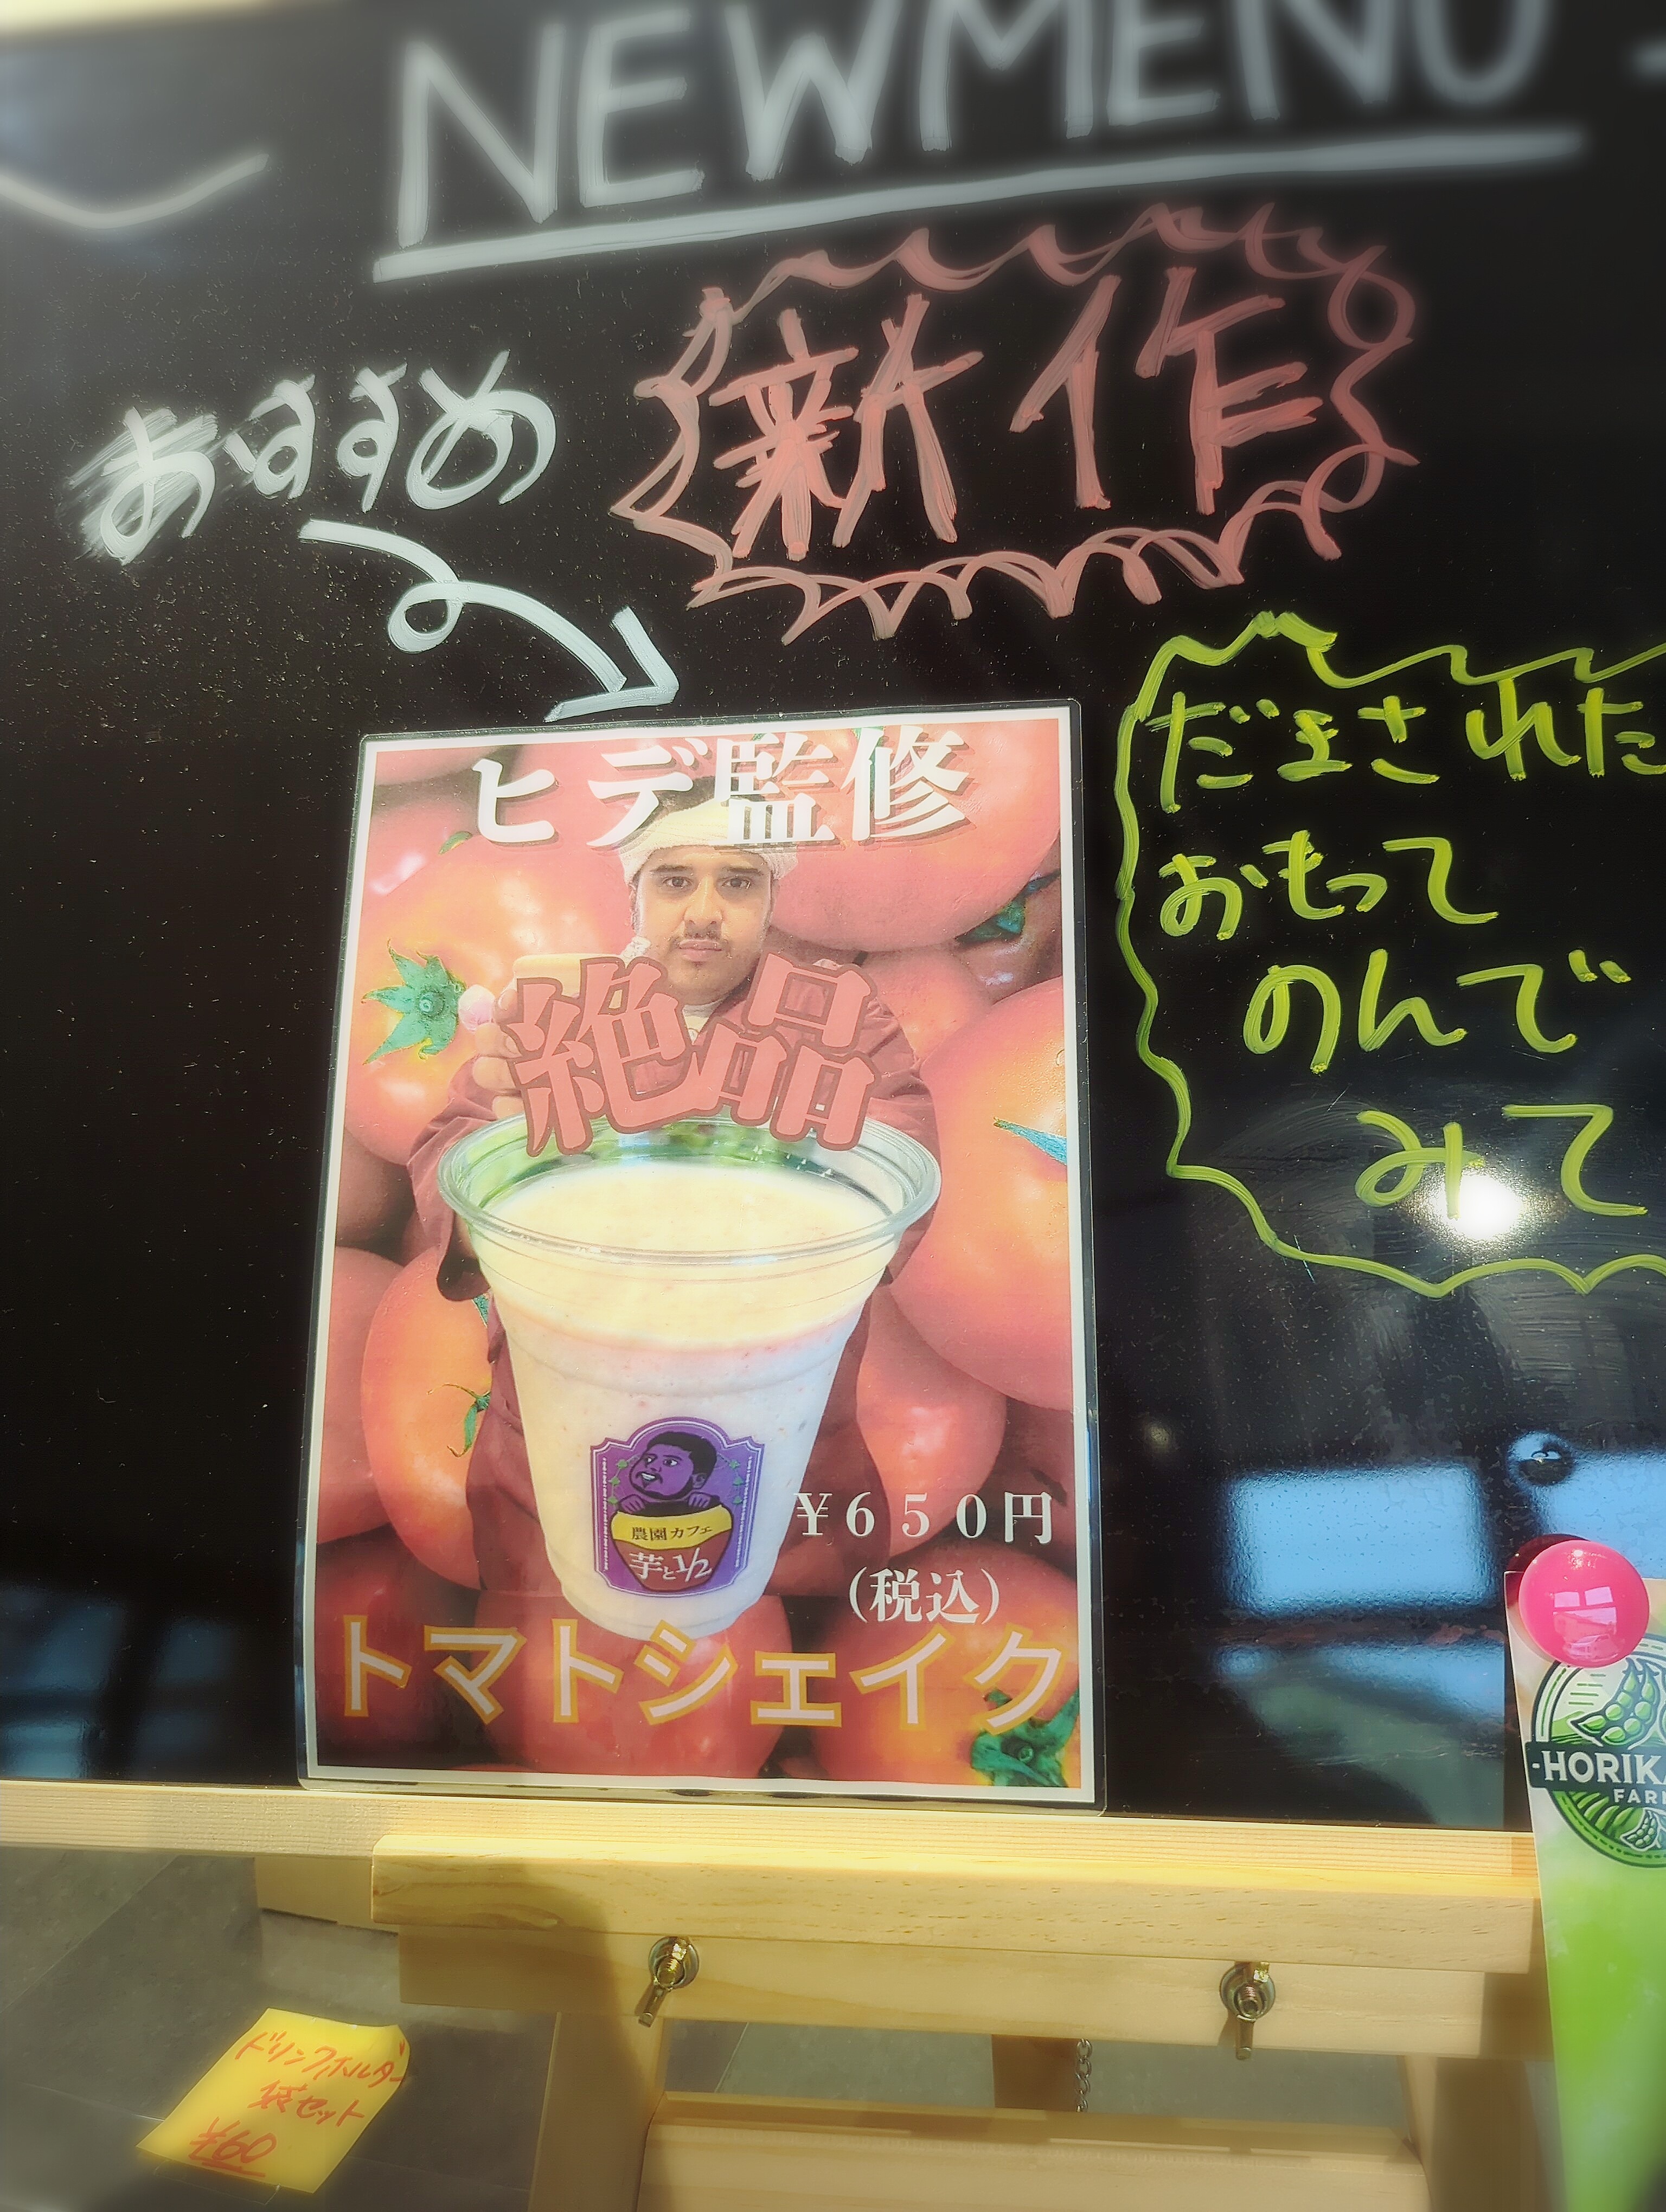 NEWMENU
おすすめ
新作
だまされた
おもって
のんで
みて
ヒデ監修
絶品
農園カフェ
芋と1/2
￥６５０円
(税込)
トマトシェイク
FAR
ドリンクホルダー
袋セット
¥60